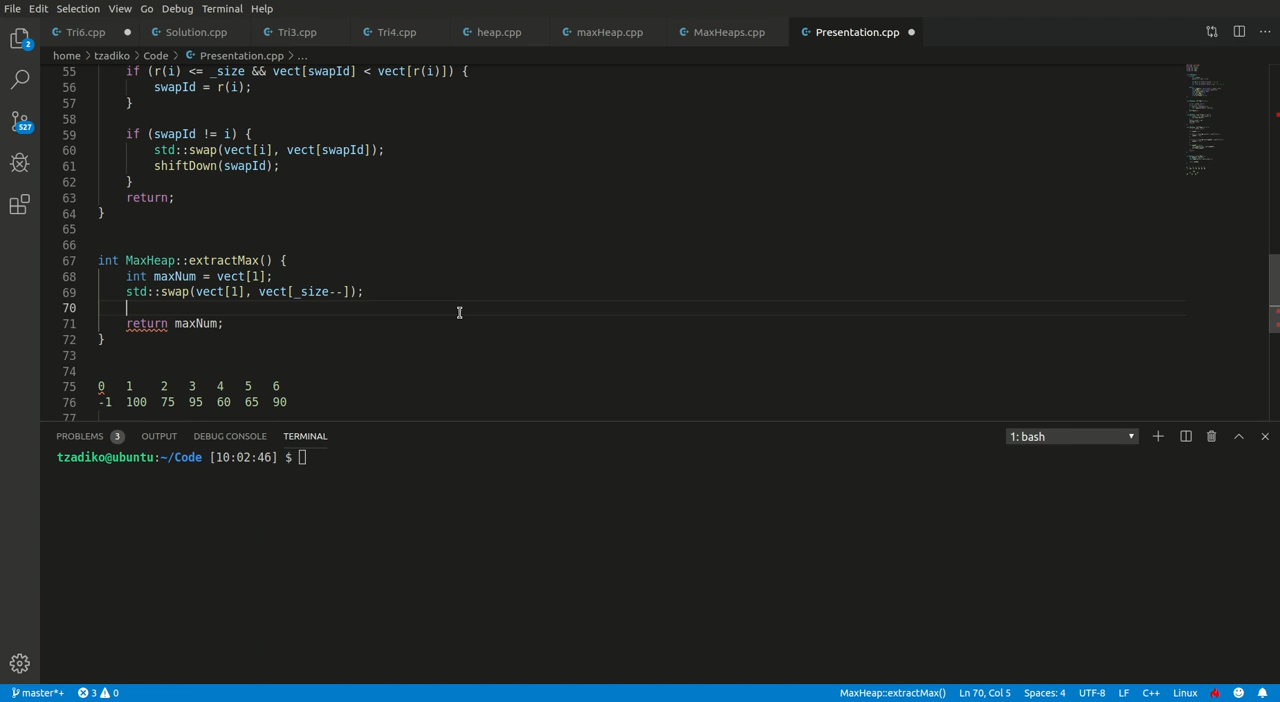 File Edit Selection View Go Debug Terminal Help
Tri6.cpp Solution.cpp Tri3.cpp Tri4.cpp heap.cpp maxHeap.cpp MaxHeaps.cpp Presentation.cpp
2
home > tzadiko > Code > Presentation.cpp > ...
55 if (r(i) <= _size && vect[swapId] < vect[r(i)]) {
56 swapId = r(i);
57 }
58
59 if (swapId != i) {
60 std::swap(vect[i], vect[swapId]);
61 shiftDown(swapId);
62 }
63 return;
64 }
65
66
67 int MaxHeap::extractMax() {
68 int maxNum = vect[1];
69 std::swap(vect[1], vect[_size--]);
70
71 return maxNum;
72 }
73
74
75 0 1 2 3 4 5 6
76 -1 100 75 95 60 65 90
77
527
PROBLEMS 3 OUTPUT DEBUG CONSOLE TERMINAL 1: bash
tzadiko@ubuntu:~/Code [10:02:46] $
master*+ 3 0 MaxHeap::extractMax() Ln 70, Col 5 Spaces: 4 UTF-8 LF C++ Linux